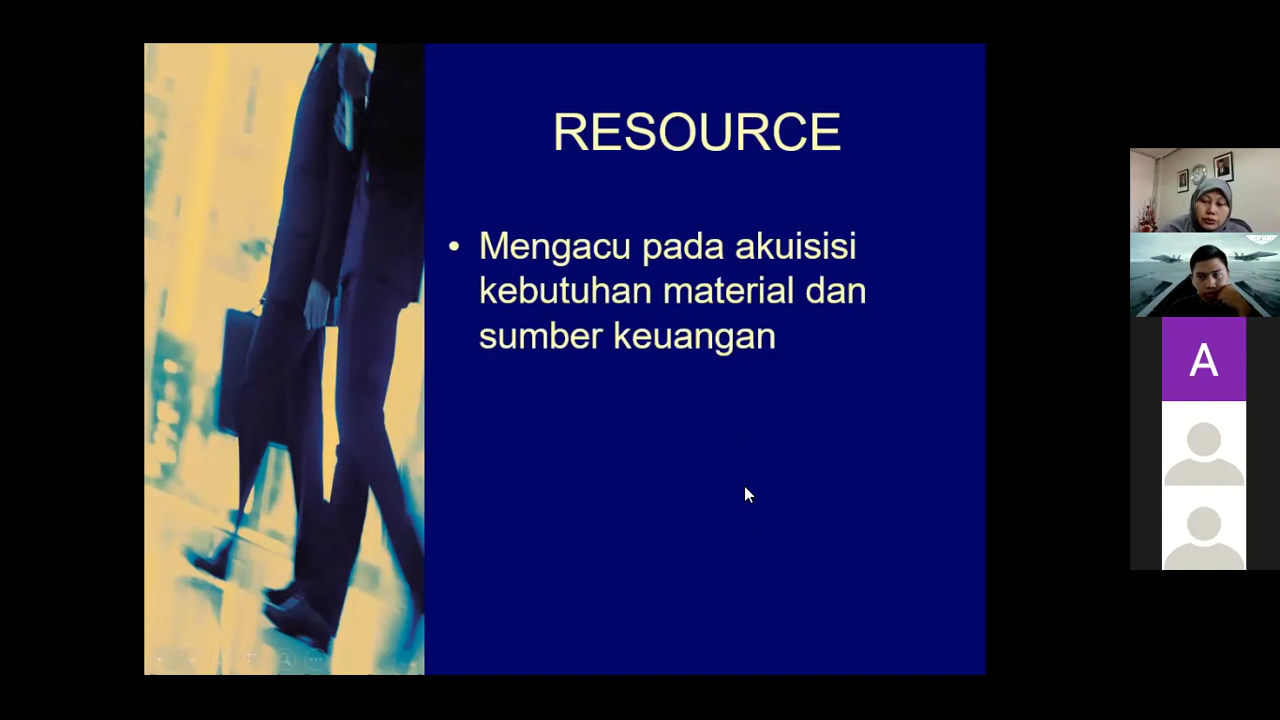 RESOURCE
• Mengacu pada akuisisi
kebutuhan material dan
sumber keuangan
A